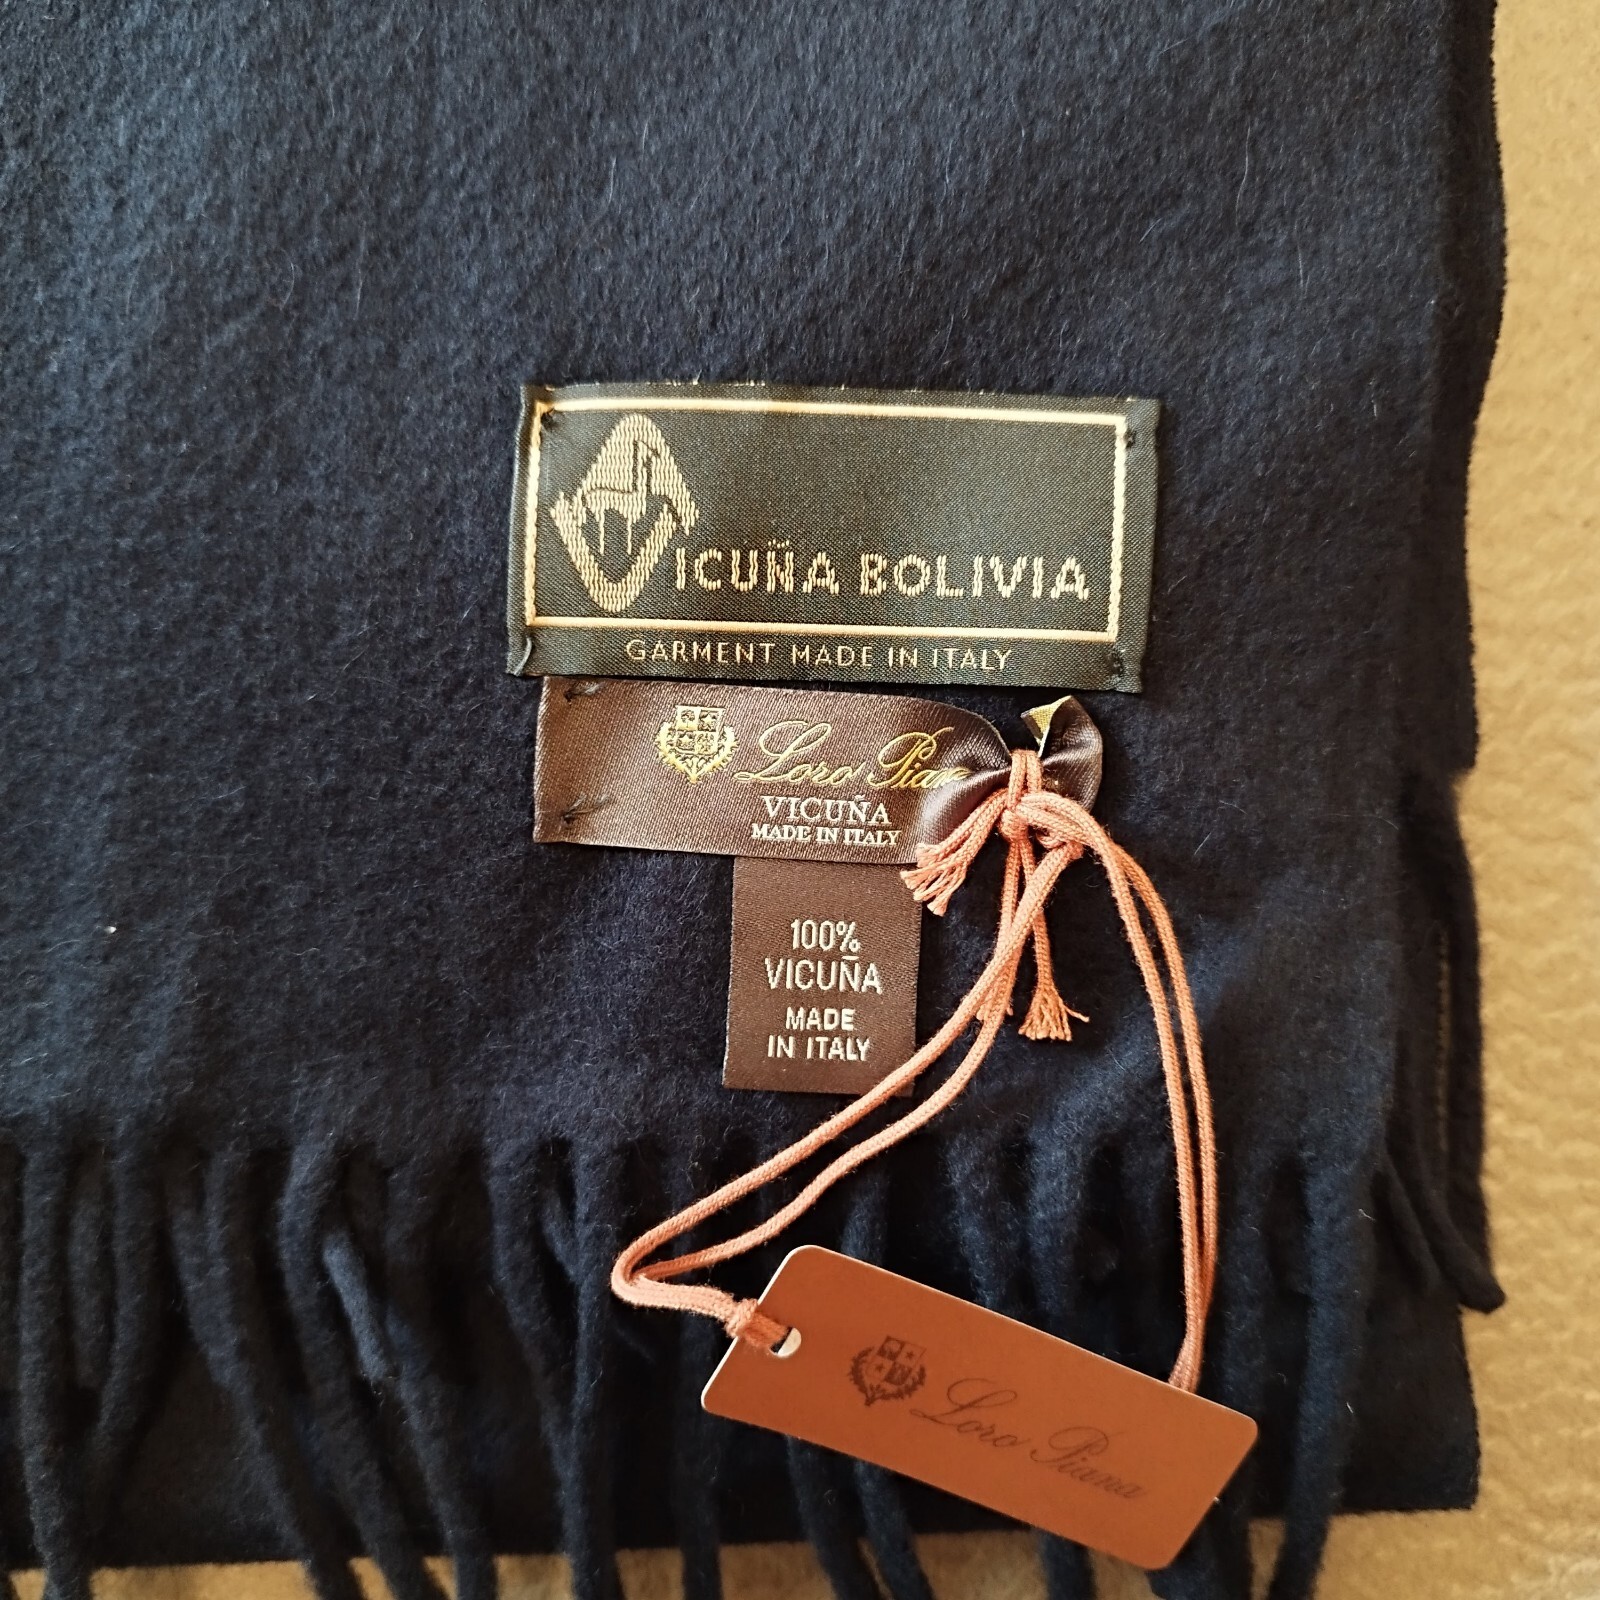 VICUÑA BOLIVIA
GARMENT MADE IN ITALY
Loro Piana
VICUÑA
MADE IN ITALY
100%
VICUÑA
MADE
IN ITALY
Loro Piana